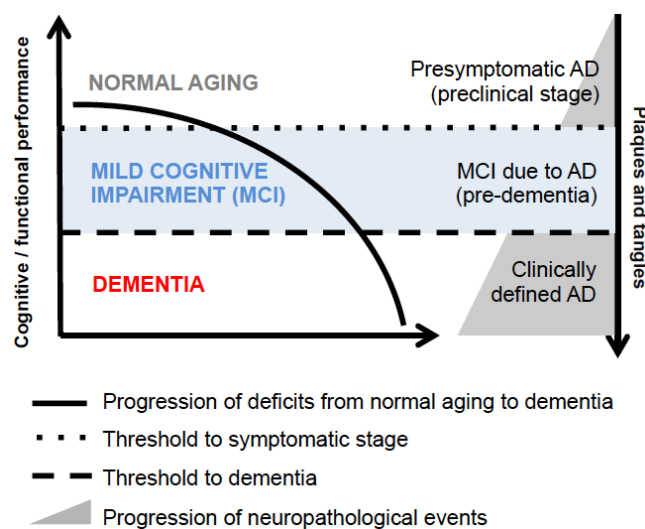 Cognitive / functional performance
NORMAL AGING
Presymptomatic AD
(preclinical stage)
MILD COGNITIVE
IMPAIRMENT (MCI)
MCI due to AD
(pre-dementia)
DEMENTIA
Clinically
defined AD
Plaques and tangles
Progression of deficits from normal aging to dementia
Threshold to symptomatic stage
Threshold to dementia
Progression of neuropathological events